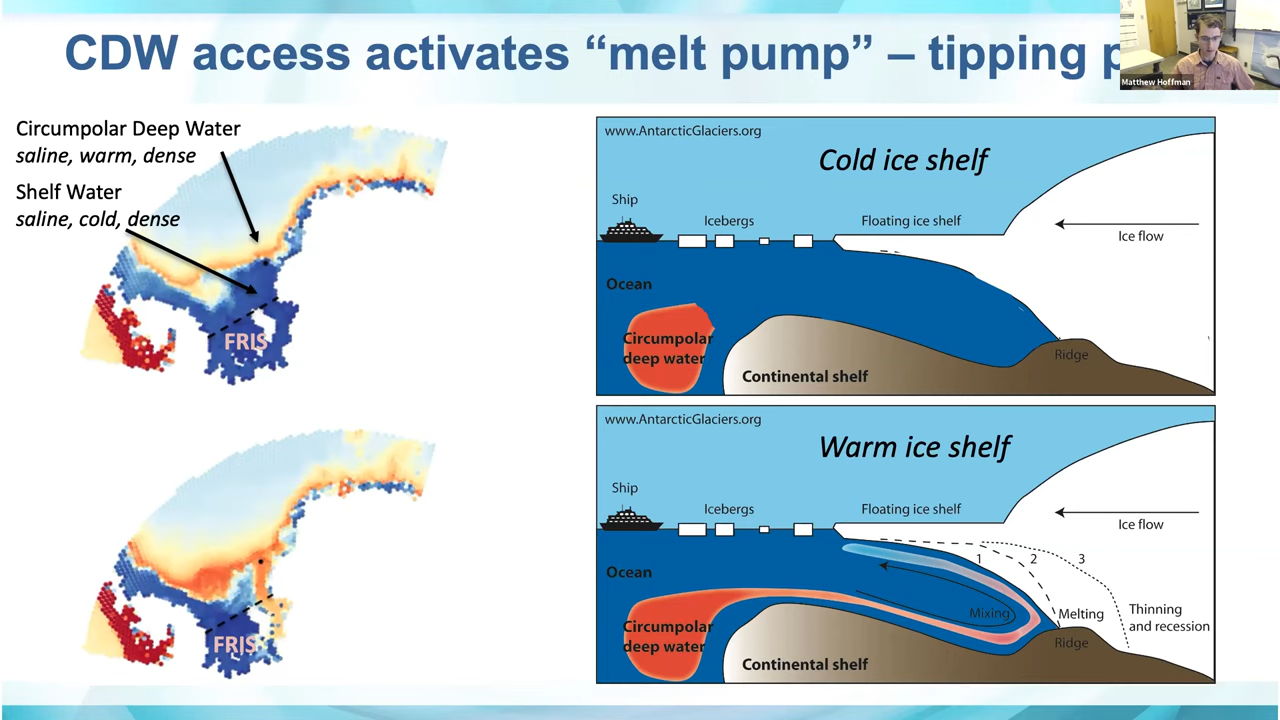 CDW access activates “melt pump” – tipping p
Matthew Hoffman
Circumpolar Deep Water
saline, warm, dense
Shelf Water
saline, cold, dense
FRIS
FRIS
www.AntarcticGlaciers.org
Cold ice shelf
Ship
Icebergs
Floating ice shelf
Ice flow
Ocean
Circumpolar
deep water
Ridge
Continental shelf
www.AntarcticGlaciers.org
Warm ice shelf
Ship
Icebergs
Floating ice shelf
Ice flow
1
2
3
Ocean
Mixing
Melting
Thinning
and recession
Circumpolar
deep water
Ridge
Continental shelf